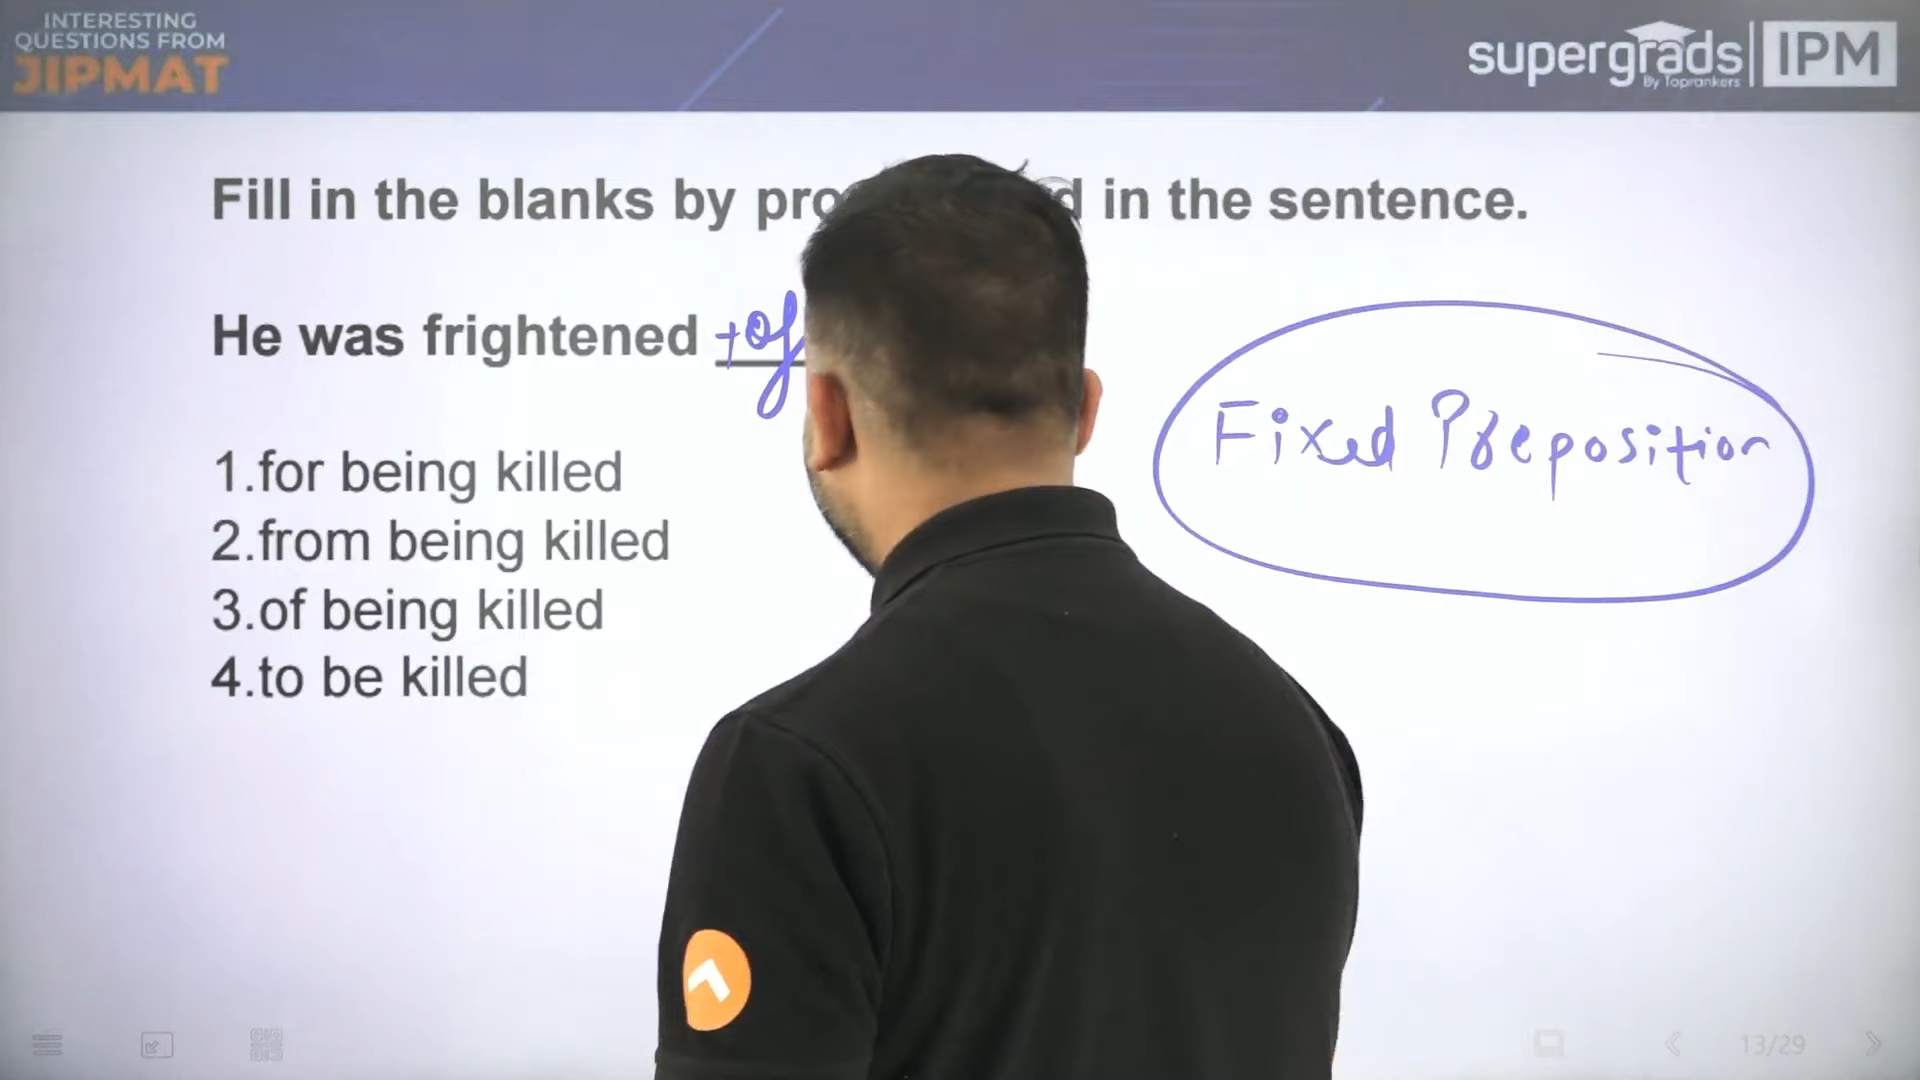 INTERESTING
QUESTIONS FROM
JIPMAT
supergrads
By Toprankers
IPM
Fill in the blanks by in the sentence.
He was frightened +of
1.for being killed
2.from being killed
3.of being killed
4.to be killed
Fixed Preposition
13/29